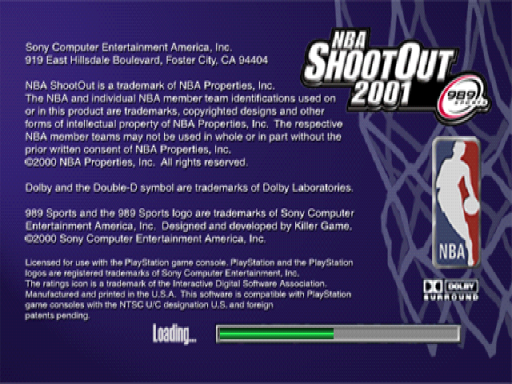 Sony Computer Entertainment America, Inc.
919 East Hillsdale Boulevard, Foster City, CA 94404
NBA SHOOTOUT 2001
989 SPORTS
NBA ShootOut is a trademark of NBA Properties, Inc.
The NBA and individual NBA member team identifications used on
or in this product are trademarks, copyrighted designs and other
forms of intellectual property of NBA Properties, Inc. The respective
NBA member teams may not be used in whole or in part without the
prior written consent of NBA Properties, Inc.
©2000 NBA Properties, Inc. All rights reserved.
Dolby and the Double-D symbol are trademarks of Dolby Laboratories.
989 Sports and the 989 Sports logo are trademarks of Sony Computer
Entertainment America, Inc. Designed and developed by Killer Game.
©2000 Sony Computer Entertainment America, Inc.
NBA
Licensed for use with the PlayStation game console. PlayStation and the PlayStation
logos are registered trademarks of Sony Computer Entertainment, Inc.
The ratings icon is a trademark of the Interactive Digital Software Association.
Manufactured and printed in the U.S.A. This software is compatible with PlayStation
game consoles with the NTSC U/C designation U.S. and foreign
patents pending.
DOLBY
SURROUND
Loading...